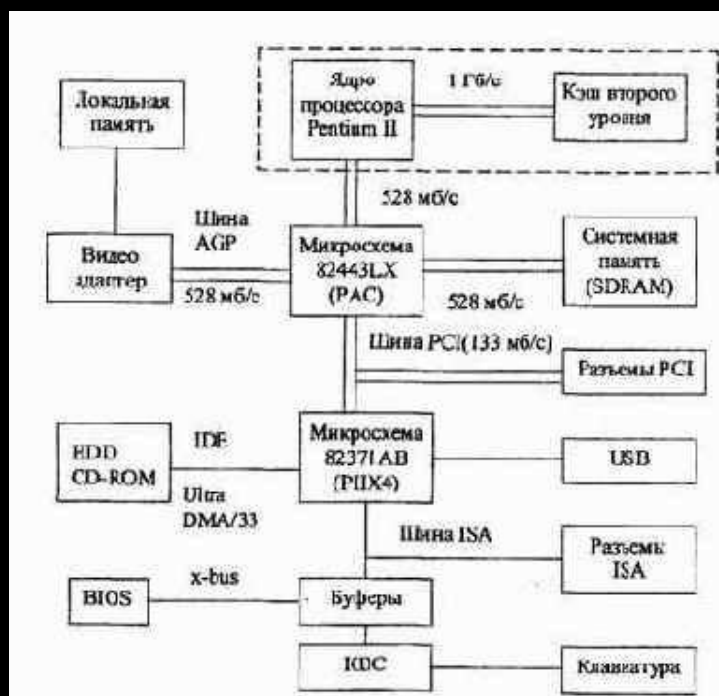 Ядро
процессора
Pentium II
1 Гб/с
Кэш второго
уровня
Локальная
память
528 мб/с
Шина
AGP
Видео
адаптер
528 мб/с
Микросхема
82443LX
(PAC)
528 мб/с
Системная
память
(SDRAM)
Шина PCI(133 мб/с)
Разъемы PCI
HDD
CD-ROM
IDE
Ultra
DMA/33
Микросхема
82371AB
(PIIX4)
USB
Шина ISA
Разъемы
ISA
BIOS
x-bus
Буферы
Клавиатура